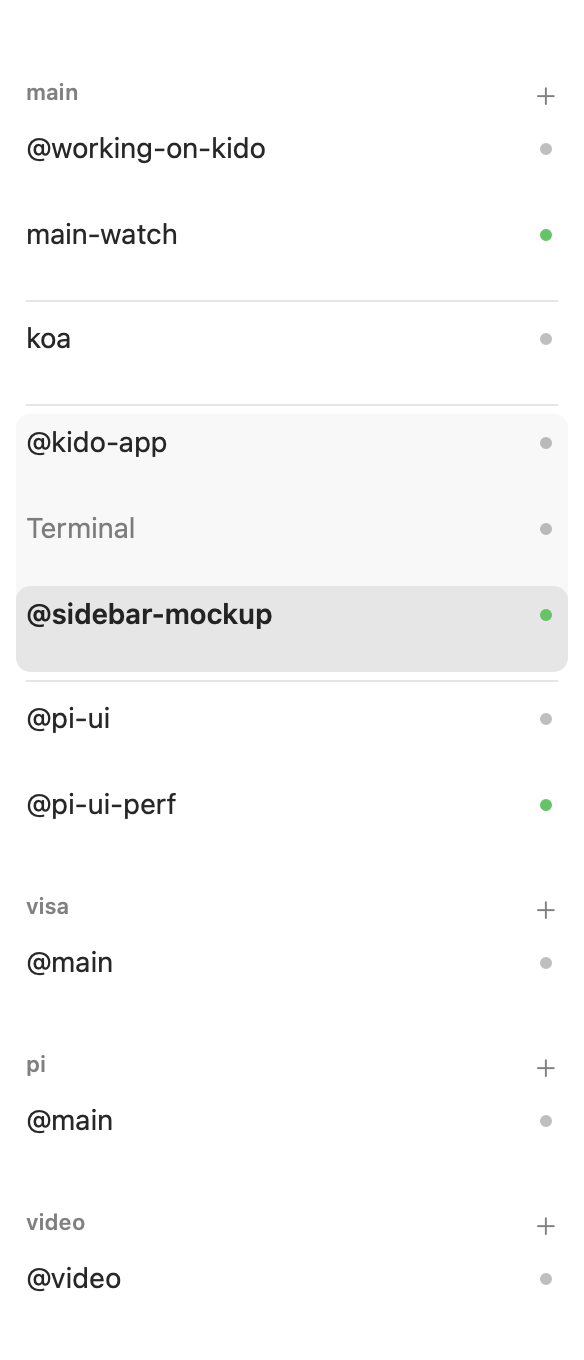 main
@working-on-kido
main-watch
koa
@kido-app
Terminal
@sidebar-mockup
@pi-ui
@pi-ui-perf
visa
@main
pi
@main
video
@video